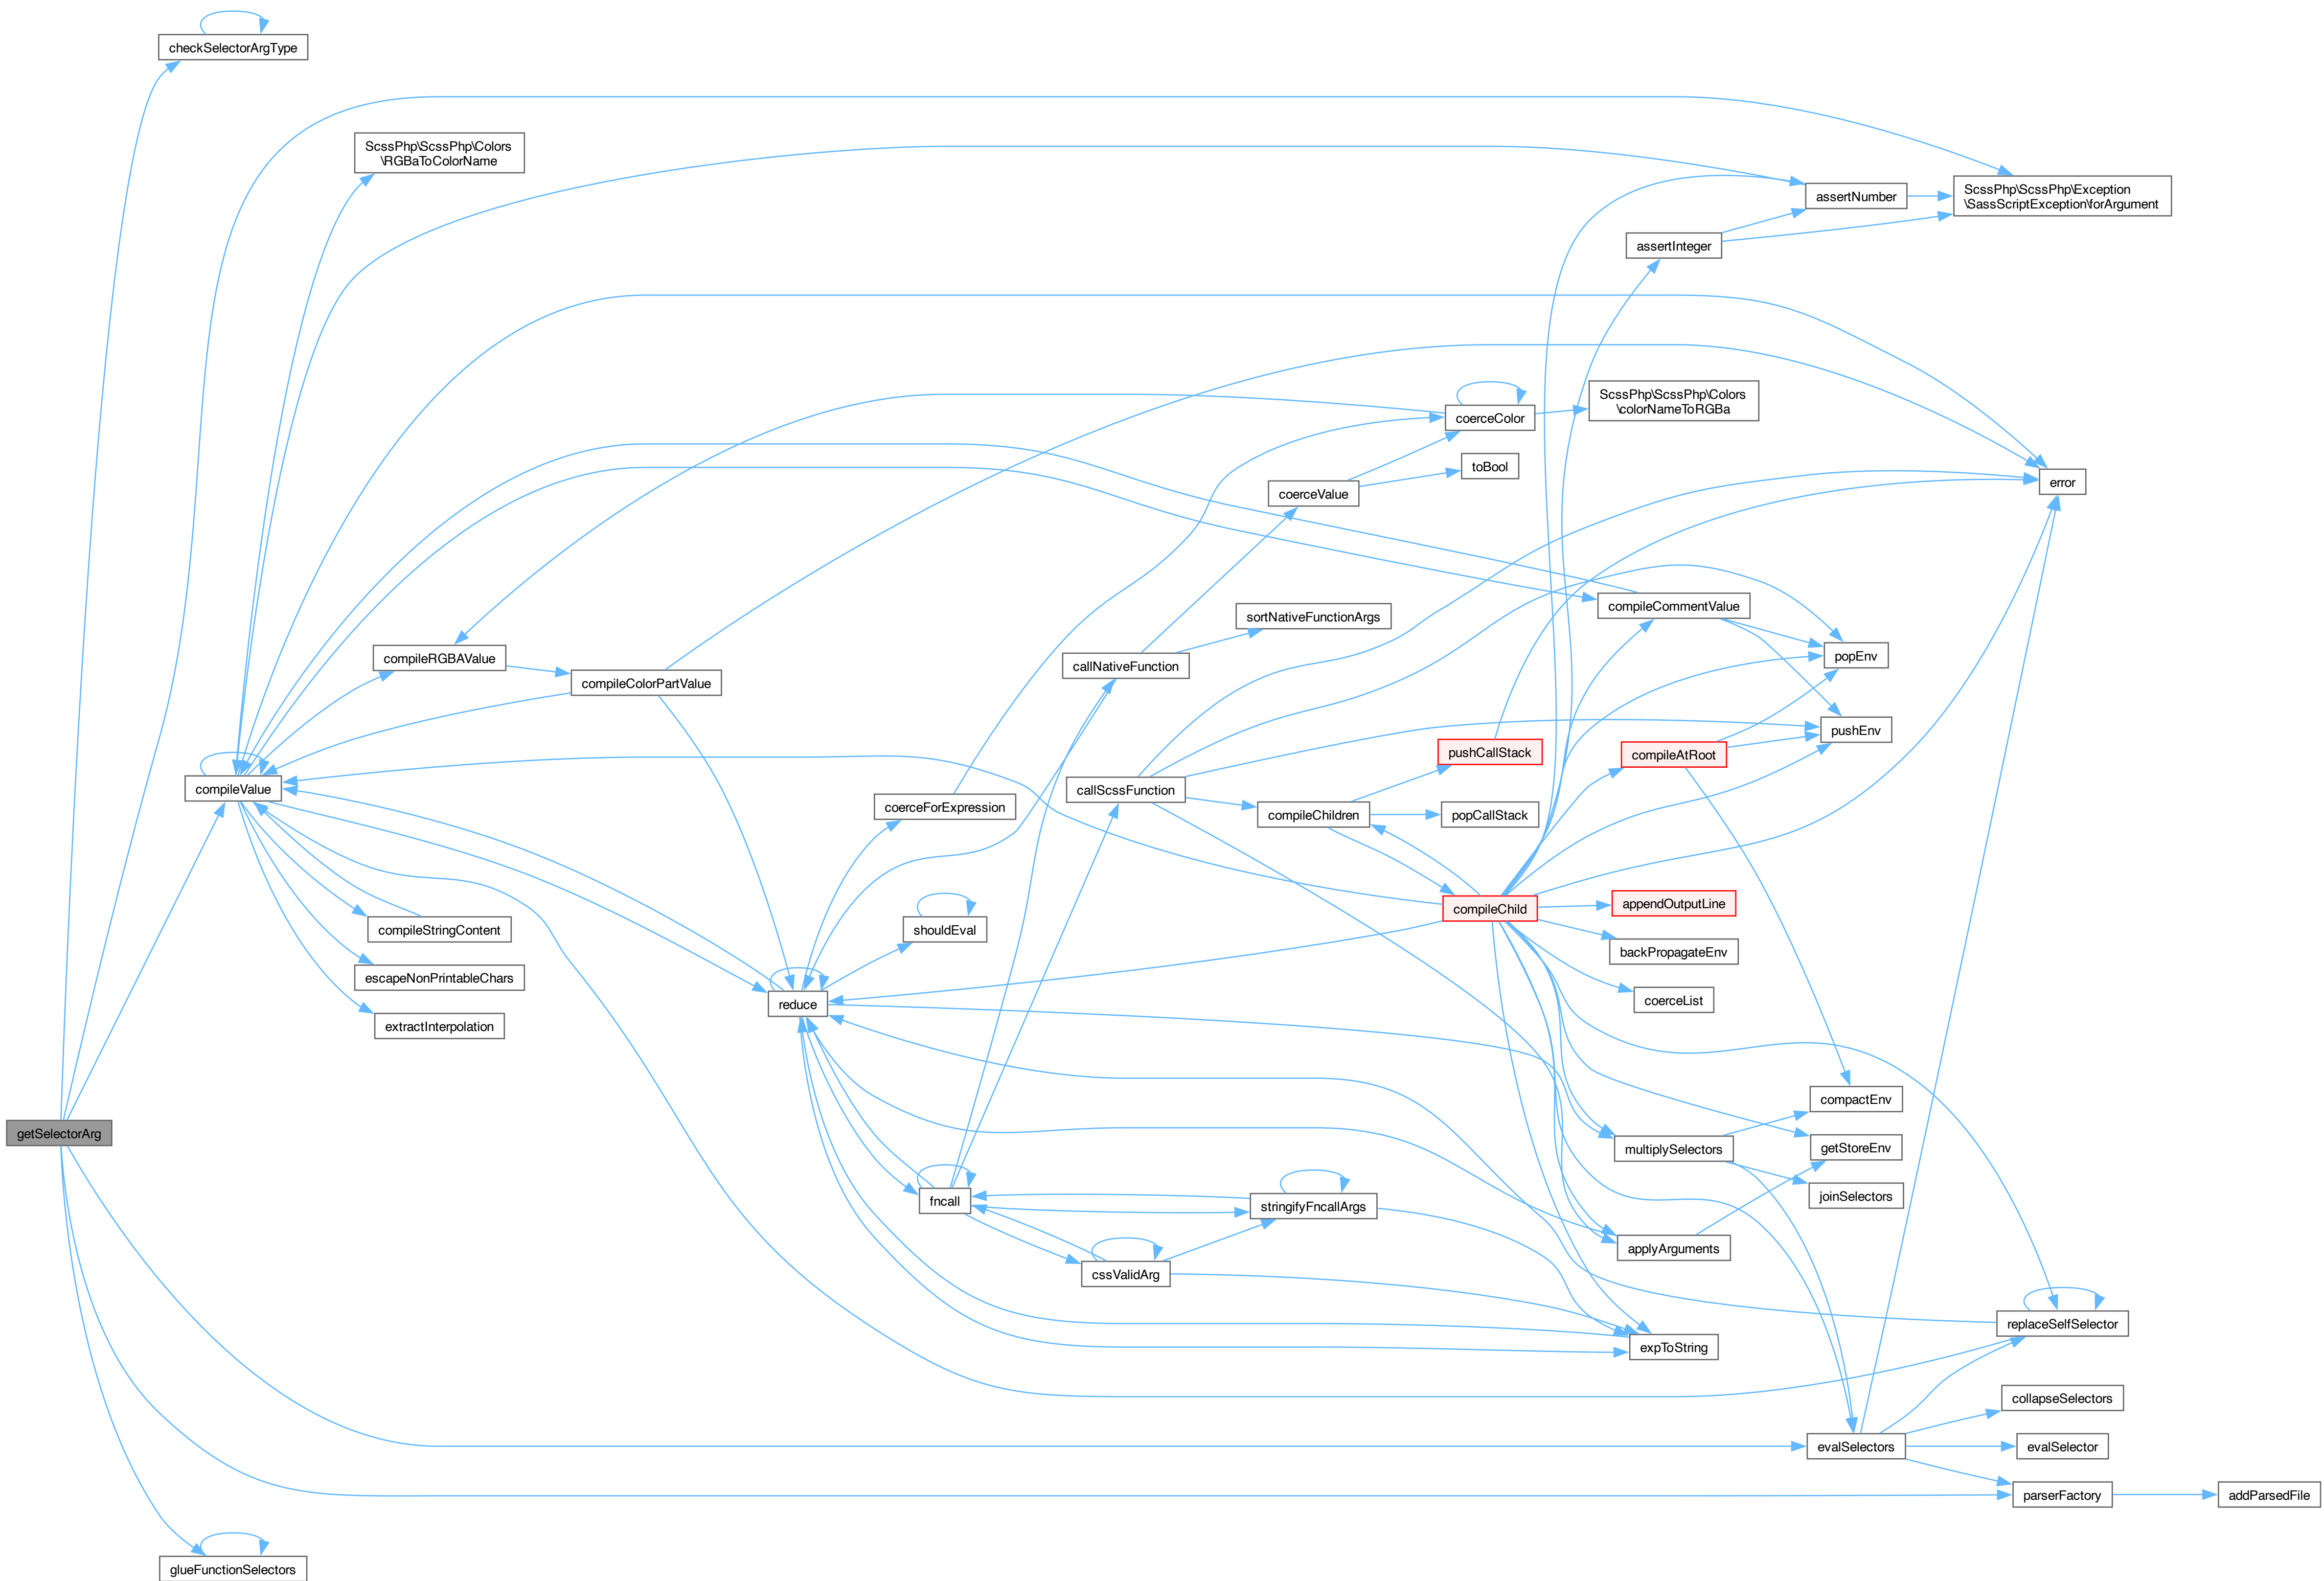 checkSelectorArgType
ScssPhp\ScssPhp\Colors
\RGBaToColorName
ScssPhp\ScssPhp\Exception
\SassScriptException\forArgument
assertNumber
assertInteger
ScssPhp\ScssPhp\Colors
\colorNameToRGBa
coerceColor
toBool
error
coerceValue
compileCommentValue
sortNativeFunctionArgs
popEnv
compileRGBAValue
callNativeFunction
compileColorPartValue
pushEnv
pushCallStack
compileAtRoot
compileValue
callScssFunction
coerceForExpression
compileChildren
popCallStack
appendOutputLine
compileChild
shouldEval
compileStringContent
backPropagateEnv
escapeNonPrintableChars
coerceList
reduce
extractInterpolation
compactEnv
getSelectorArg
getStoreEnv
multiplySelectors
joinSelectors
fncall
stringifyFncallArgs
applyArguments
cssValidArg
replaceSelfSelector
expToString
collapseSelectors
evalSelectors
evalSelector
parserFactory
addParsedFile
glueFunctionSelectors